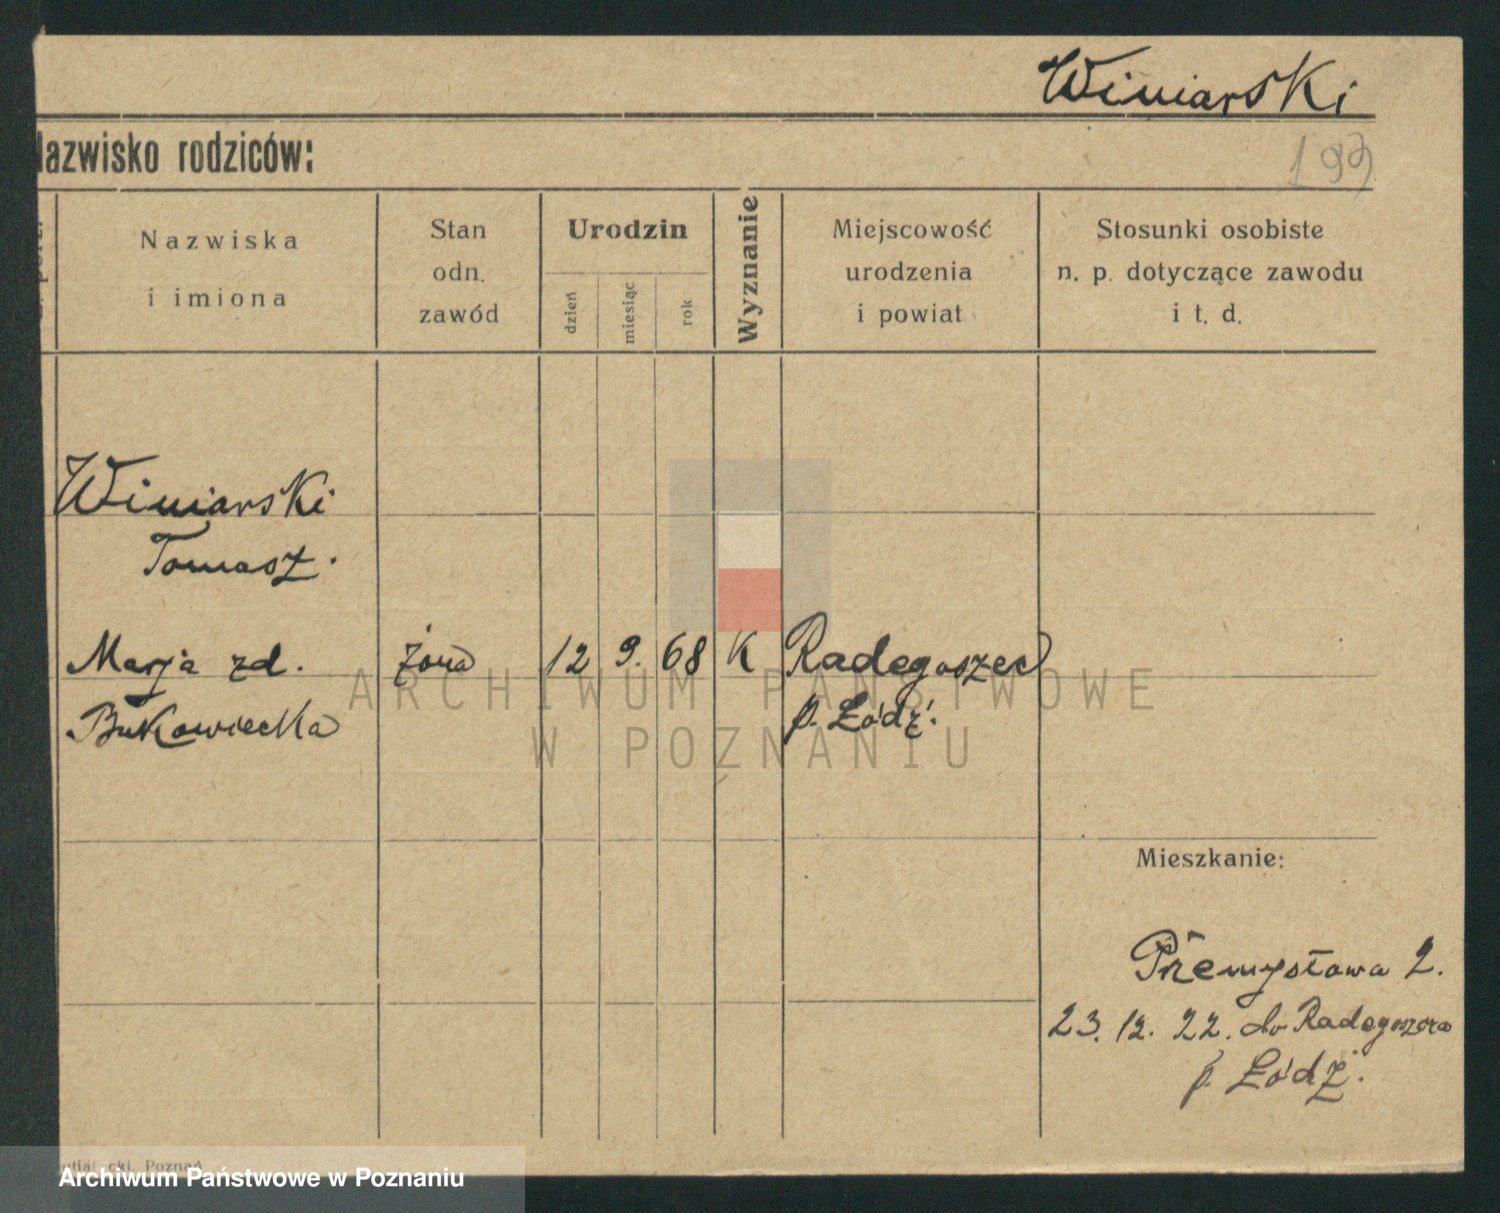 Winiarski
Nazwisko rodziców:
199
Nazwiska
i imiona
Stan
odn.
zawód
Urodzin
dzień
miesiąc
rok
Wyznanie
Miejscowość
urodzenia
i powiat
Stosunki osobiste
n. p. dotyczące zawodu
i t. d.
Winiarski
Tomasz.
Marja zd. żona 12 9. 68 K Radegoszcz
Bukowiecka p. Łódź.
ARCHIWUM PAŃSTWOWE
W POZNANIU
Mieszkanie:
Przemysłowa 2.
23. 12. 22. do Radegoszcza
p. Łódź.
Poznań
Archiwum Państwowe w Poznaniu